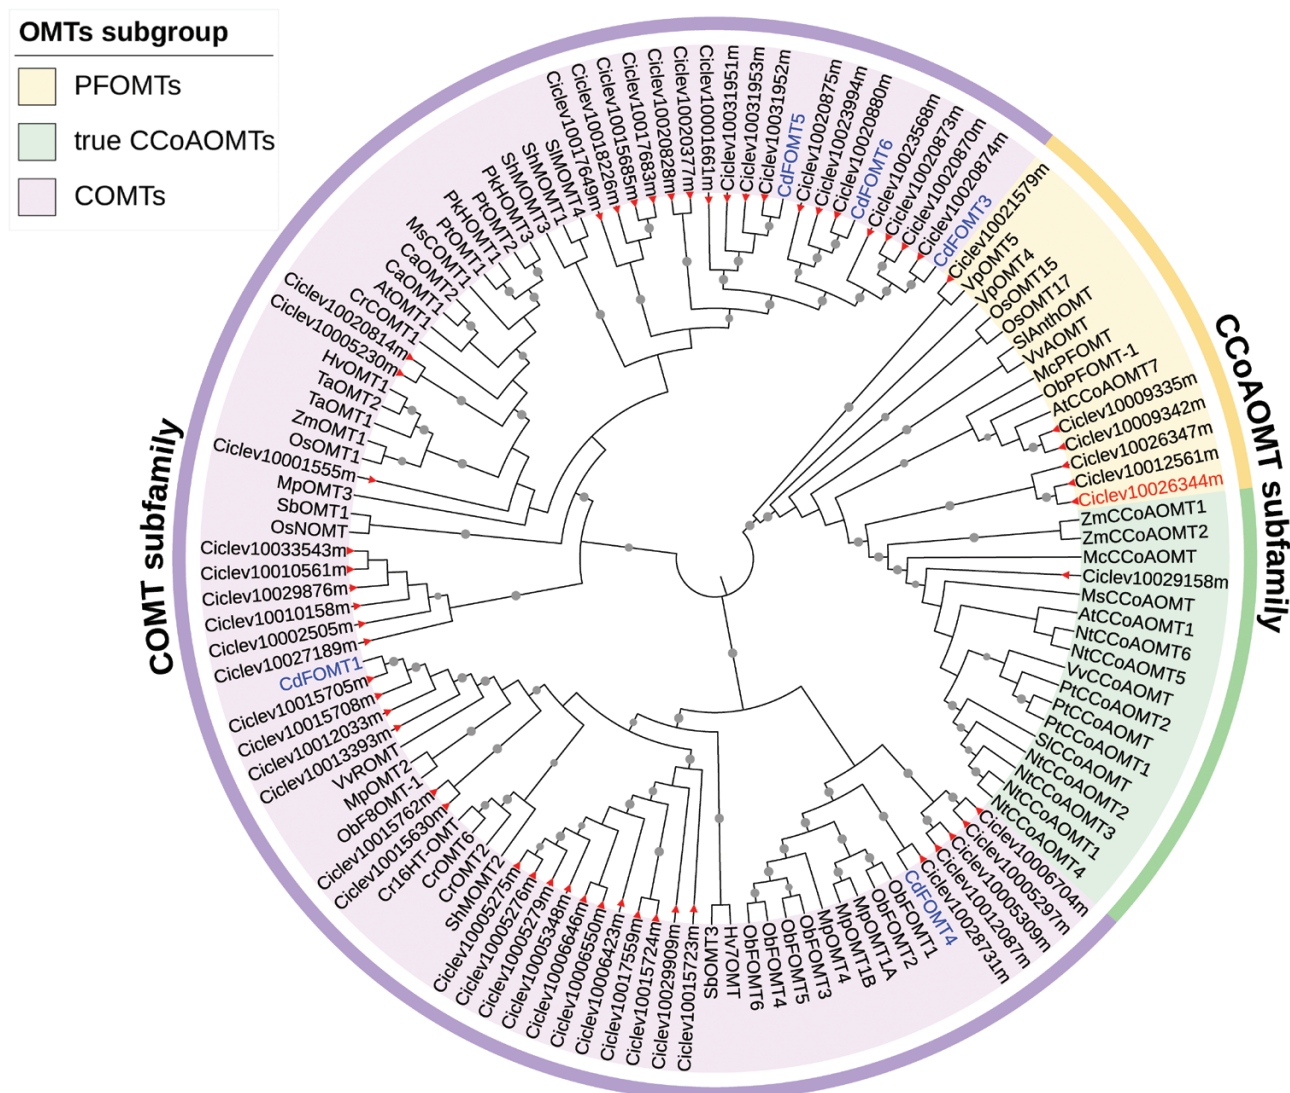 OMTs subgroup
PFOMTs
true CCoAOMTs
COMTs
COMT subfamily
CCoAOMT subfamily
Ciclev10017649m
Ciclev10018226m
Ciclev10015685m
Ciclev10017683m
Ciclev10020828m
Ciclev10020377m
Ciclev10001661m
Ciclev10031951m
Ciclev10031953m
Ciclev10031952m
CdFOMT5
Ciclev10020875m
Ciclev10023994m
Ciclev10020880m
CdFOMT6
Ciclev10023568m
Ciclev10020873m
Ciclev10020870m
Ciclev10020874m
CdFOMT3
Ciclev10021579m
VpOMT5
VpOMT4
OsOMT15
OsOMT17
SlAnthOMT
VvAOMT
McPFOMT
ObPFOMT-1
AtCCoAOMT7
Ciclev10009335m
Ciclev10009342m
Ciclev10026347m
Ciclev10012561m
Ciclev10026344m
ZmCCoAOMT1
ZmCCoAOMT2
McCCoAOMT
Ciclev10029158m
MsCCoAOMT
AtCCoAOMT1
NtCCoAOMT6
NtCCoAOMT5
VvCCoAOMT
PtCCoAOMT2
PtCCoAOMT
PtCCoAOMT1
SlCCoAOMT
NtCCoAOMT2
NtCCoAOMT3
NtCCoAOMT1
NtCCoAOMT4
Ciclev10006704m
Ciclev10005297m
Ciclev10005309m
Ciclev10012087m
Ciclev10028731m
CdFOMT4
ObFOMT1
ObFOMT2
MpOMT1A
MpOMT1B
MpOMT4
ObFOMT3
ObFOMT5
ObFOMT4
ObFOMT6
Hv7OMT
SbOMT3
Ciclev10015723m
Ciclev10029909m
Ciclev10015724m
Ciclev10017559m
Ciclev10006423m
Ciclev10006550m
Ciclev10006646m
Ciclev10005348m
Ciclev10005279m
Ciclev10005276m
Ciclev10005275m
ShMOMT2
CrOMT2
CrOMT6
Cr16HT-OMT
Ciclev10015630m
Ciclev10015762m
ObF8OMT-1
MpOMT2
VvROMT
Ciclev10013393m
Ciclev10012033m
Ciclev10015708m
Ciclev10015705m
CdFOMT1
Ciclev10027189m
Ciclev10002505m
Ciclev10010158m
Ciclev10029876m
Ciclev10010561m
Ciclev10033543m
OsNOMT
SbOMT1
MpOMT3
Ciclev10001555m
OsOMT1
ZmOMT1
TaOMT1
TaOMT2
HvOMT1
Ciclev10005230m
Ciclev10020814m
CrCOMT1
AtOMT1
CaOMT1
CaOMT2
MsCOMT1
PtOMT1
PkHOMT1
PtOMT2
PkHOMT3
ShMOMT3
ShMOMT1
SlMOMT4